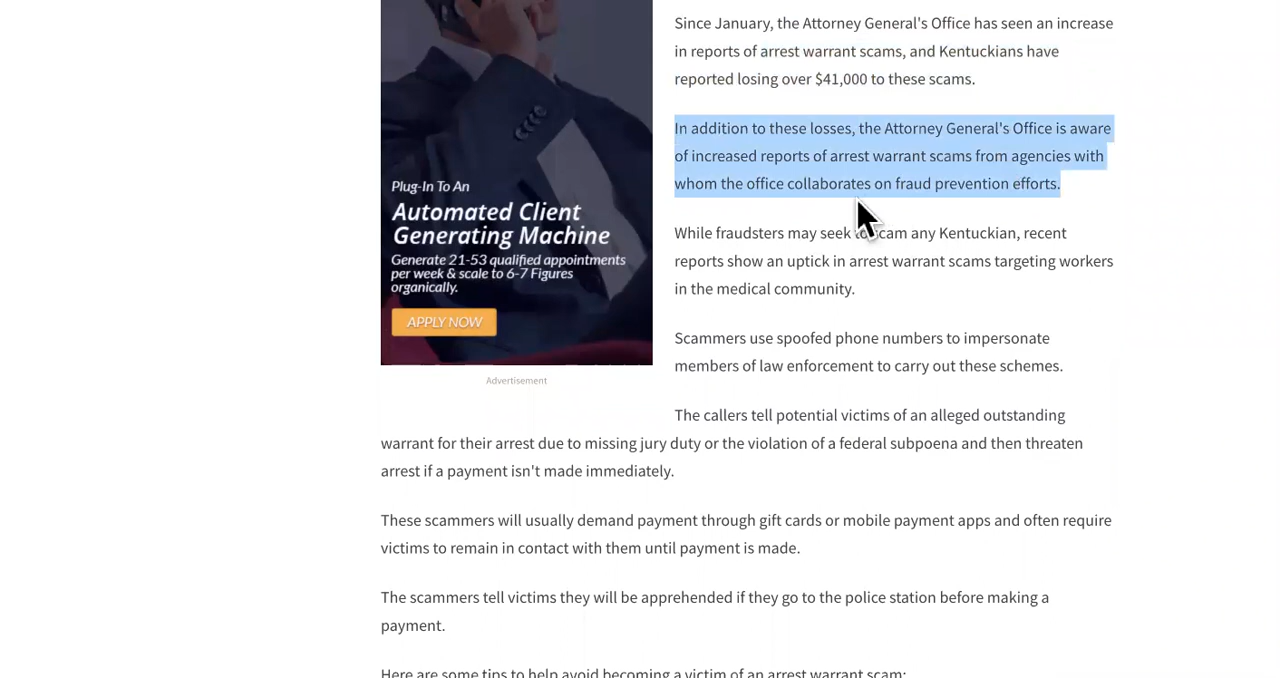 Since January, the Attorney General's Office has seen an increase
in reports of arrest warrant scams, and Kentuckians have
reported losing over $41,000 to these scams.
In addition to these losses, the Attorney General's Office is aware
of increased reports of arrest warrant scams from agencies with
whom the office collaborates on fraud prevention efforts.
While fraudsters may seek to scam any Kentuckian, recent
reports show an uptick in arrest warrant scams targeting workers
in the medical community.
Scammers use spoofed phone numbers to impersonate
members of law enforcement to carry out these schemes.
The callers tell potential victims of an alleged outstanding
warrant for their arrest due to missing jury duty or the violation of a federal subpoena and then threaten
arrest if a payment isn't made immediately.
These scammers will usually demand payment through gift cards or mobile payment apps and often require
victims to remain in contact with them until payment is made.
The scammers tell victims they will be apprehended if they go to the police station before making a
payment.
Here are some tips to help avoid becoming a victim of an arrest warrant scam:
Plug-In To An
Automated Client
Generating Machine
Generate 21-53 qualified appointments
per week & scale to 6-7 Figures
organically.
APPLY NOW
Advertisement